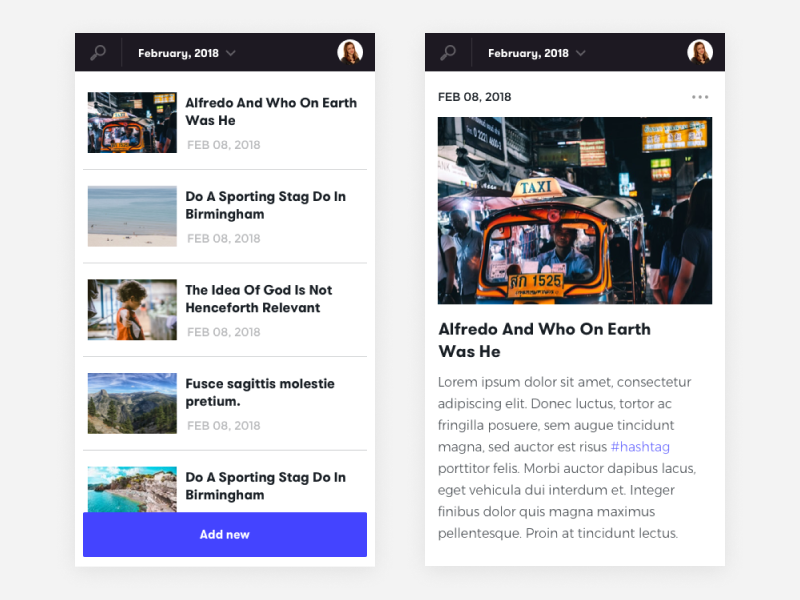 February, 2018
Alfredo And Who On Earth
Was He
FEB 08, 2018
Do A Sporting Stag Do In
Birmingham
FEB 08, 2018
The Idea Of God Is Not
Henceforth Relevant
FEB 08, 2018
Fusce sagittis molestie
pretium.
FEB 08, 2018
Do A Sporting Stag Do In
Birmingham
Add new
February, 2018
FEB 08, 2018
TAXI
1525
Alfredo And Who On Earth
Was He
Lorem ipsum dolor sit amet, consectetur
adipiscing elit. Donec luctus, tortor ac
fringilla posuere, sem augue tincidunt
magna, sed auctor est risus #hashtag
porttitor felis. Morbi auctor dapibus lacus,
eget vehicula dui interdum et. Integer
finibus dolor quis magna maximus
pellentesque. Proin at tincidunt lectus.